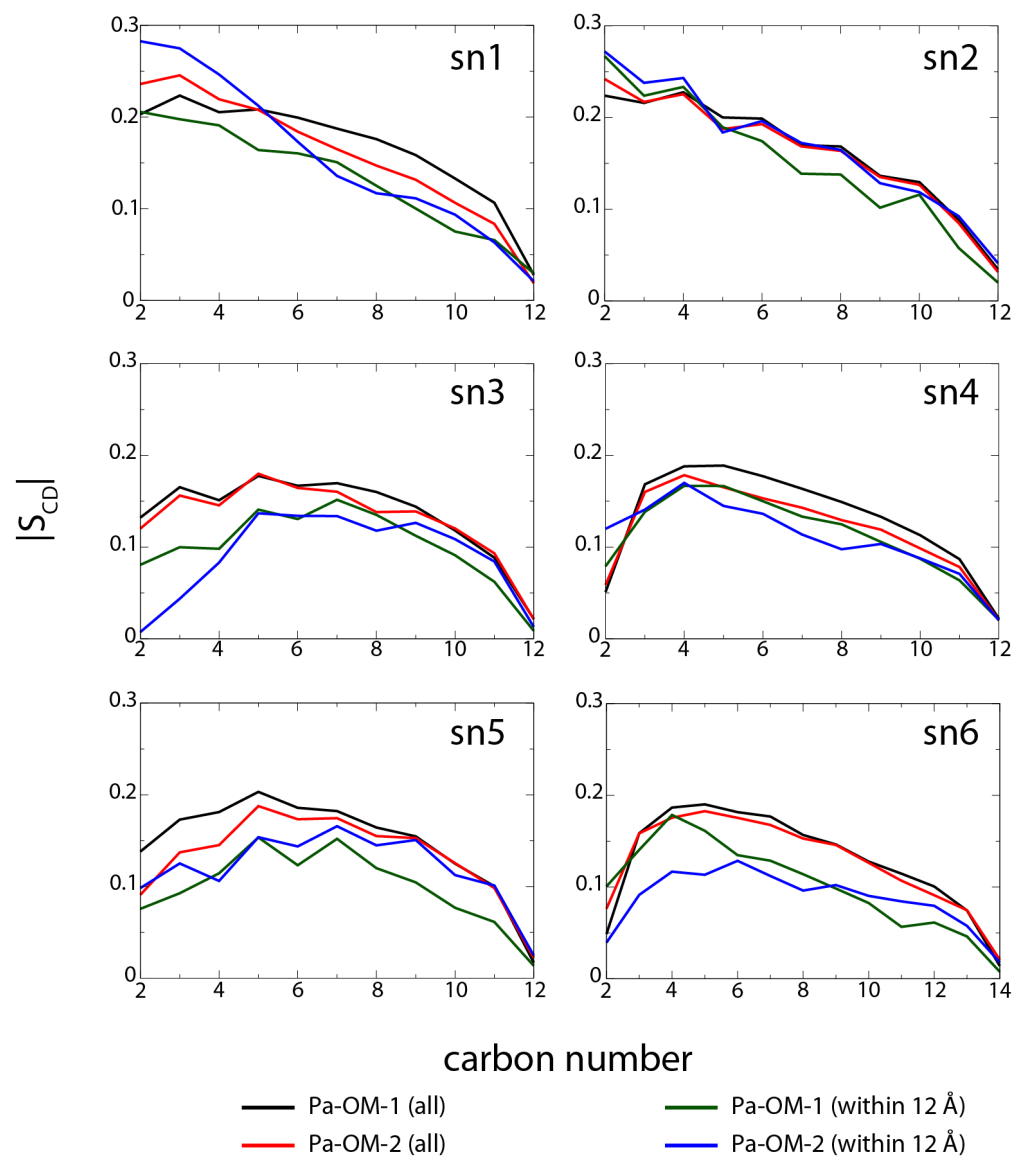 0.3
0.2
0.1
0
2 4 6 8 10 12
sn1
0.3
0.2
0.1
0
2 4 6 8 10 12
sn2
0.3
0.2
0.1
0
2 4 6 8 10 12
sn3
0.3
0.2
0.1
0
2 4 6 8 10 12
sn4
0.3
0.2
0.1
0
2 4 6 8 10 12
sn5
0.3
0.2
0.1
0
2 4 6 8 10 12 14
sn6
|SCD|
carbon number
Pa-OM-1 (all)
Pa-OM-2 (all)
Pa-OM-1 (within 12 Å)
Pa-OM-2 (within 12 Å)